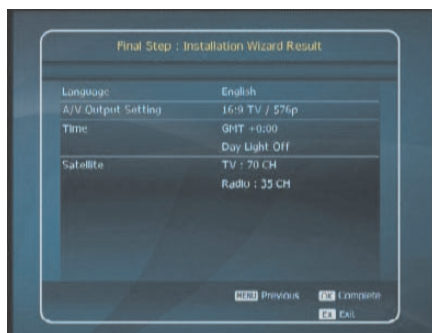 Final Step : Installation Wizard Result
Language English
A/V Output Setting 16:9 TV / 576p
Time GMT +0:00
Day Light Off
Satellite TV : 70 CH
Radio : 35 CH
MENU Previous OK Complete
EX Exit